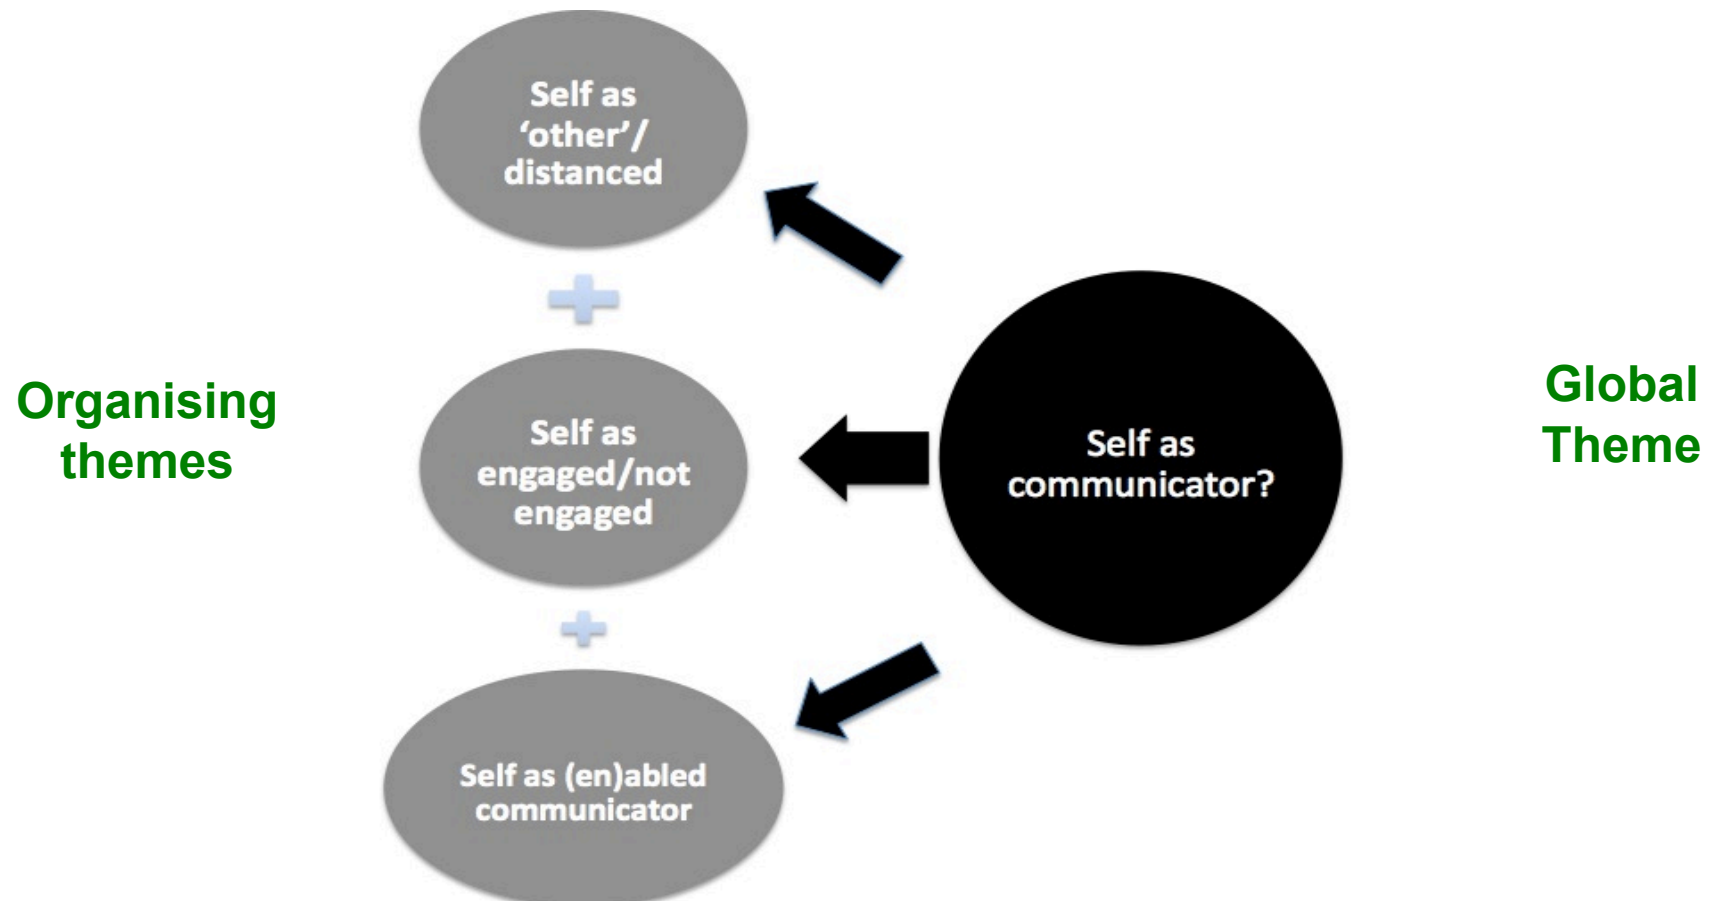 Self as
‘other’/
distanced
Organising
themes
Self as
engaged/not
engaged
Self as
communicator?
Global
Theme
Self as (en)abled
communicator